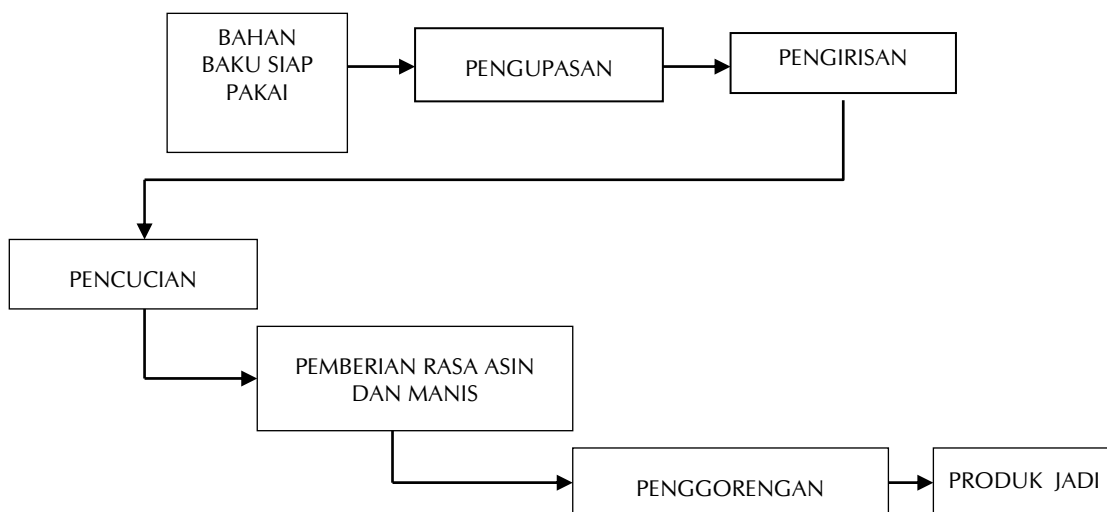 BAHAN
BAKU SIAP
PAKAI
PENGUPASAN
PENGIRISAN
PENCUCIAN
PEMBERIAN RASA ASIN
DAN MANIS
PENGGORENGAN
PRODUK JADI